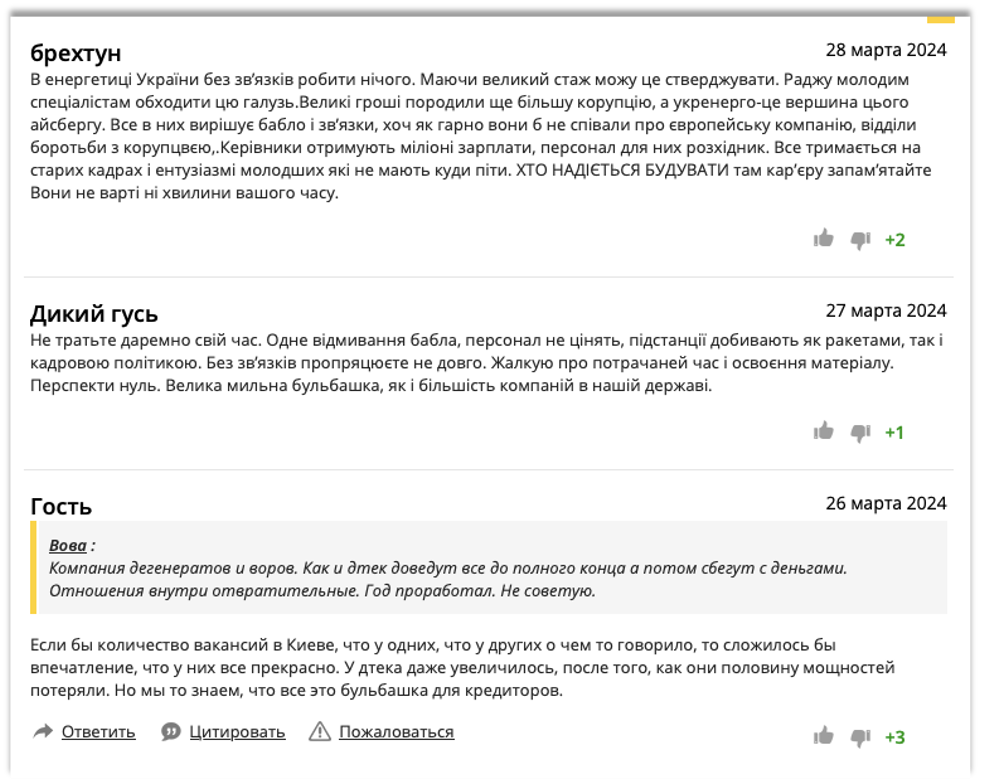 брехтун
28 марта 2024
В енергетиці України без зв’язків робити нічого. Маючи великий стаж можу це стверджувати. Раджу молодим
спеціалістам обходити цю галузь.Великі гроші породили ще більшу корупцію, а укренерго-це вершина цього
айсбергу. Все в них вирішує бабло і зв’язки, хоч як гарно вони б не співали про європейську компанію, відділи
боротьби з корупцвєю,.Керівники отримують міліоні зарплати, персонал для них розхідник. Все тримається на
старих кадрах і ентузіазмі молодших які не мають куди піти. ХТО НАДІЄТЬСЯ БУДУВАТИ там кар’єру запам’ятайте
Вони не варті ні хвилини вашого часу.
+2
Дикий гусь
27 марта 2024
Не тратьте даремно свій час. Одне відмивання бабла, персонал не цінять, підстанції добивають як ракетами, так і
кадровою політикою. Без зв’язків пропряцюєте не довго. Жалкую про потрачаней час і освоєння матеріалу.
Перспекти нуль. Велика мильна бульбашка, як і більшість компаній в нашій державі.
+1
Гость
26 марта 2024
Вова :
Компания дегенератов и воров. Как и дтек доведут все до полного конца а потом сбегут с деньгами.
Отношения внутри отвратительные. Год проработал. Не советую.
Если бы количество вакансий в Киеве, что у одних, что у других о чем то говорило, то сложилось бы
впечатление, что у них все прекрасно. У дтека даже увеличилось, после того, как они половину мощностей
потеряли. Но мы то знаем, что все это бульбашка для кредиторов.
Ответить Цитировать Пожаловаться
+3